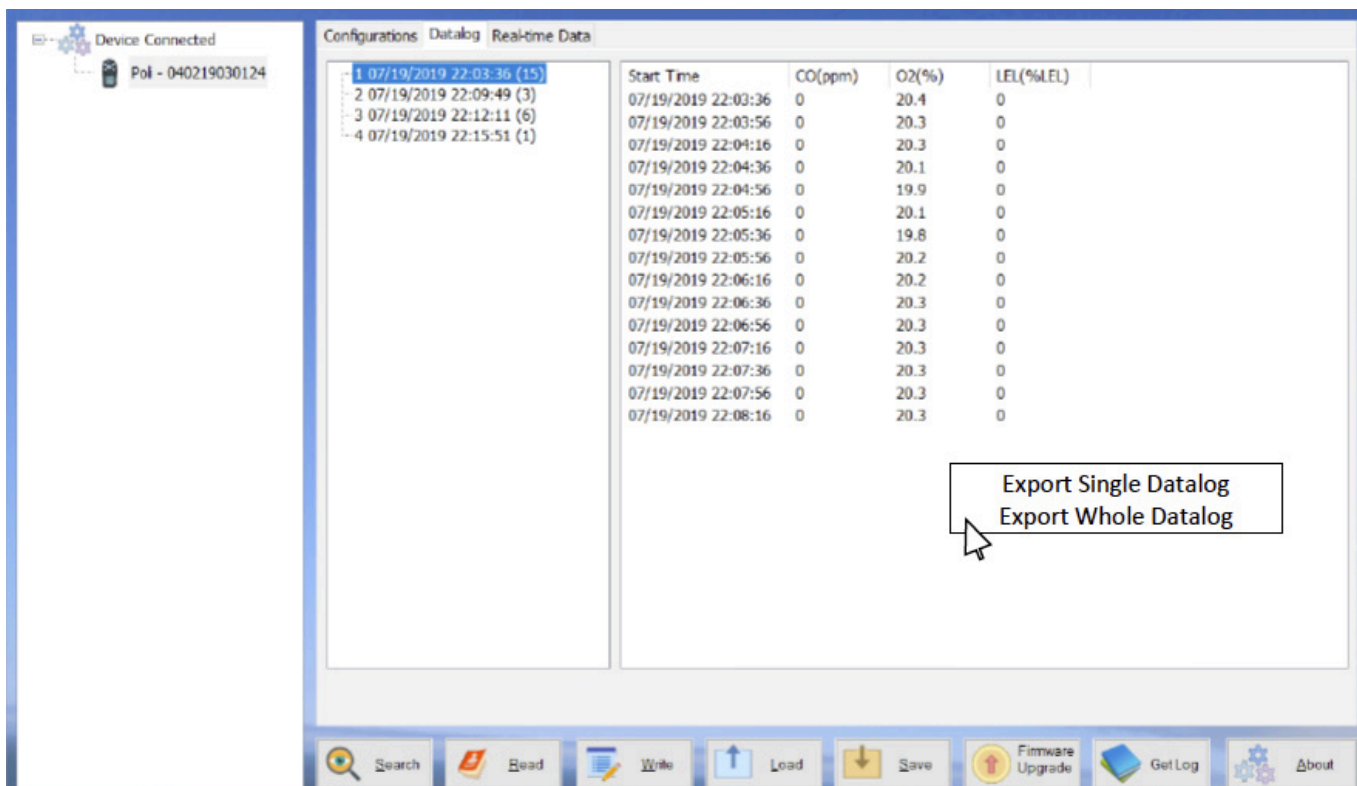 Device Connected
Poli - 040219030124
Configurations Datalog Real-time Data
1 07/19/2019 22:03:36 (15)
2 07/19/2019 22:09:49 (3)
3 07/19/2019 22:12:11 (6)
4 07/19/2019 22:15:51 (1)
Start Time CO(ppm) O2(%) LEL(%LEL)
07/19/2019 22:03:36 0 20.4 0
07/19/2019 22:03:56 0 20.3 0
07/19/2019 22:04:16 0 20.3 0
07/19/2019 22:04:36 0 20.1 0
07/19/2019 22:04:56 0 19.9 0
07/19/2019 22:05:16 0 20.1 0
07/19/2019 22:05:36 0 19.8 0
07/19/2019 22:05:56 0 20.2 0
07/19/2019 22:06:16 0 20.2 0
07/19/2019 22:06:36 0 20.3 0
07/19/2019 22:06:56 0 20.3 0
07/19/2019 22:07:16 0 20.3 0
07/19/2019 22:07:36 0 20.3 0
07/19/2019 22:07:56 0 20.3 0
07/19/2019 22:08:16 0 20.3 0
Export Single Datalog
Export Whole Datalog
Search Read Write Load Save Firmware Upgrade Get Log About